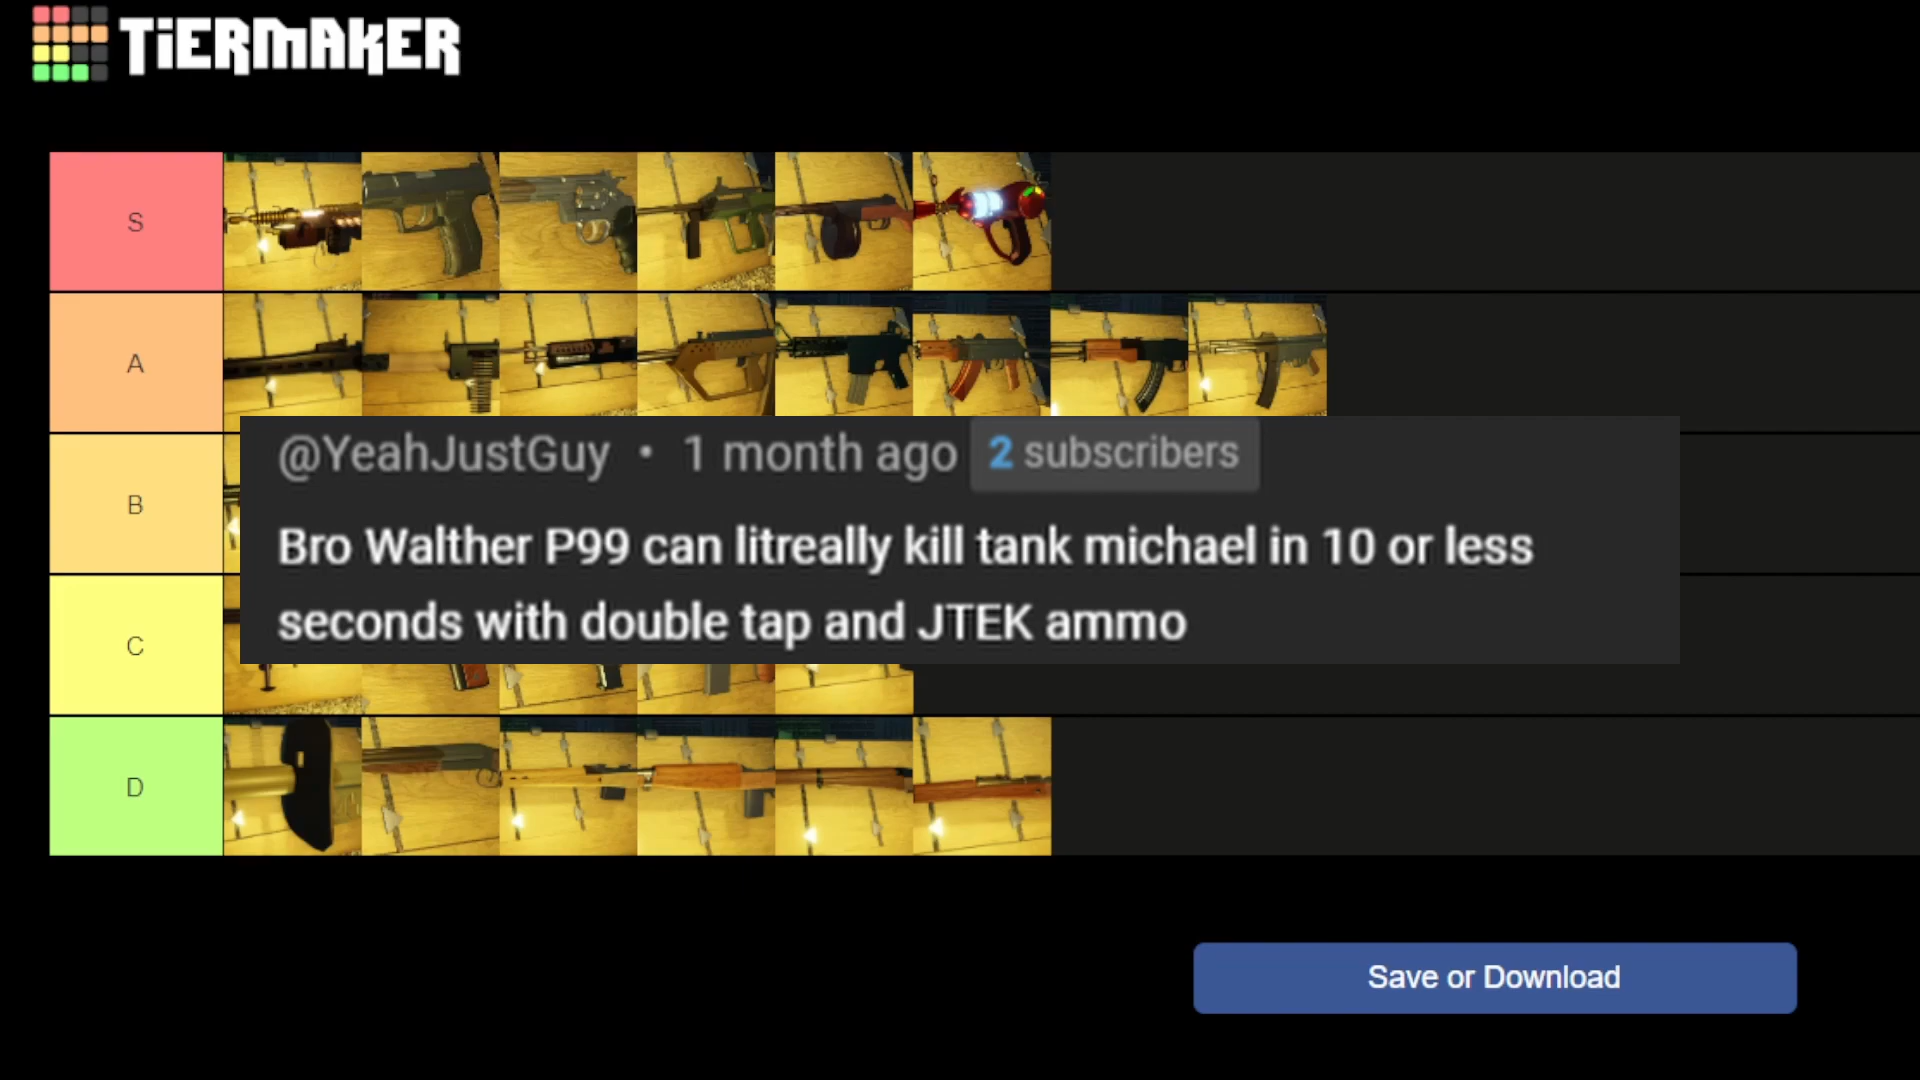 TiERMAKER
S
A
B
C
D
@YeahJustGuy • 1 month ago 2 subscribers
Bro Walther P99 can litreally kill tank michael in 10 or less
seconds with double tap and JTEK ammo
Save or Download